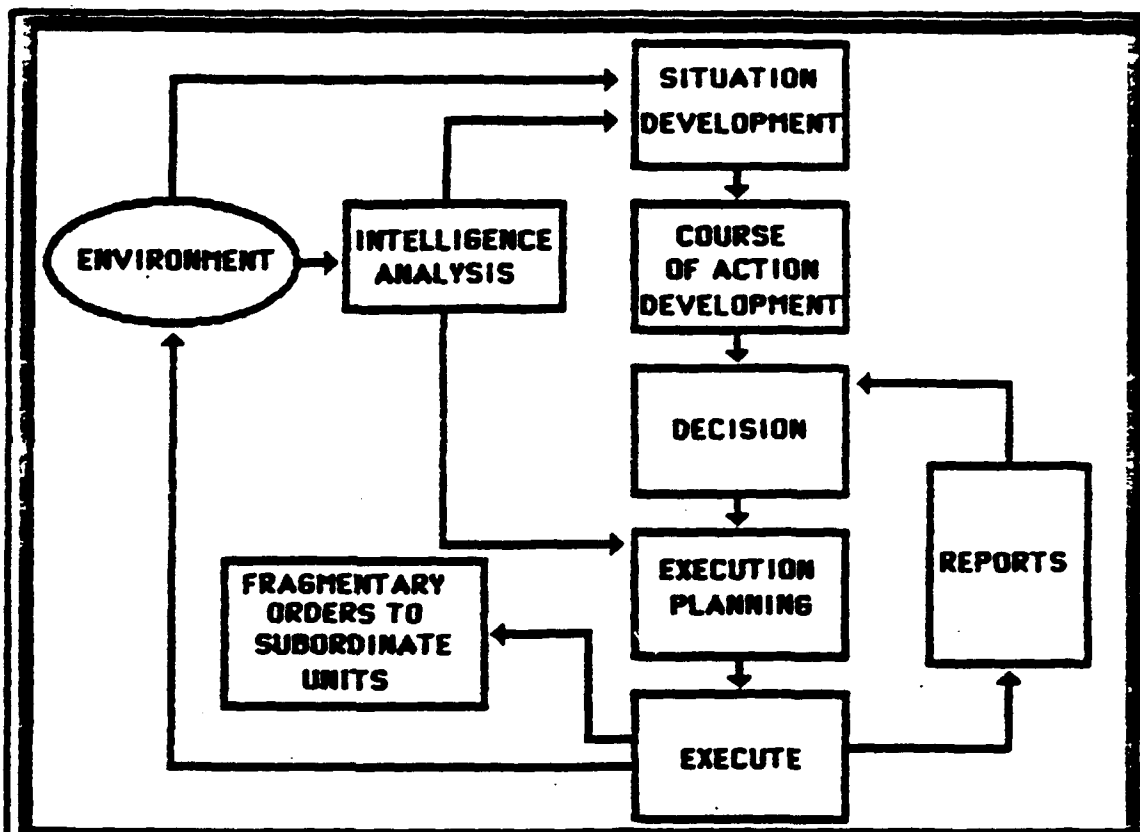 SITUATION
DEVELOPMENT
ENVIRONMENT
INTELLIGENCE
ANALYSIS
COURSE
OF ACTION
DEVELOPMENT
DECISION
REPORTS
EXECUTION
PLANNING
FRAGMENTARY
ORDERS TO
SUBORDINATE
UNITS
EXECUTE